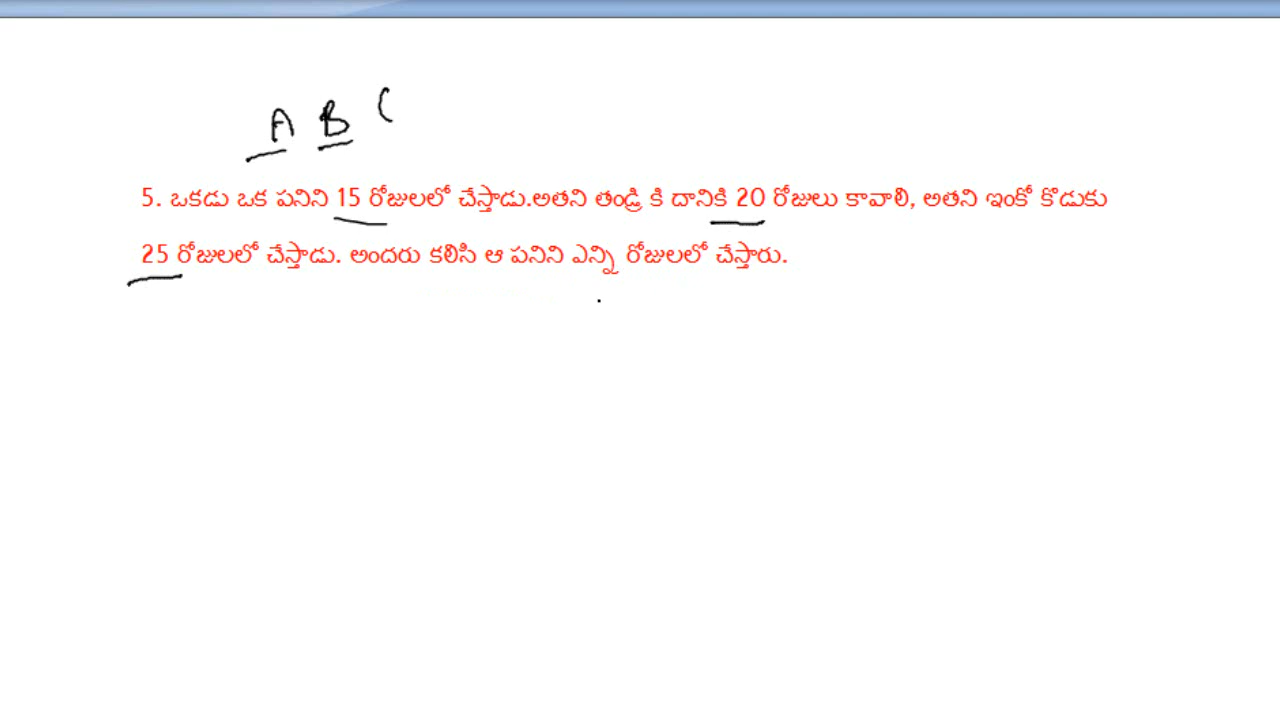 A B C
5. ఒకడు ఒక పనిని 15 రోజులలో చేస్తాడు.అతని తండ్రి కి దానికి 20 రోజులు కావాలి, అతని ఇంకో కొడుకు
25 రోజులలో చేస్తాడు. అందరు కలిసి ఆ పనిని ఎన్ని రోజులలో చేస్తారు.